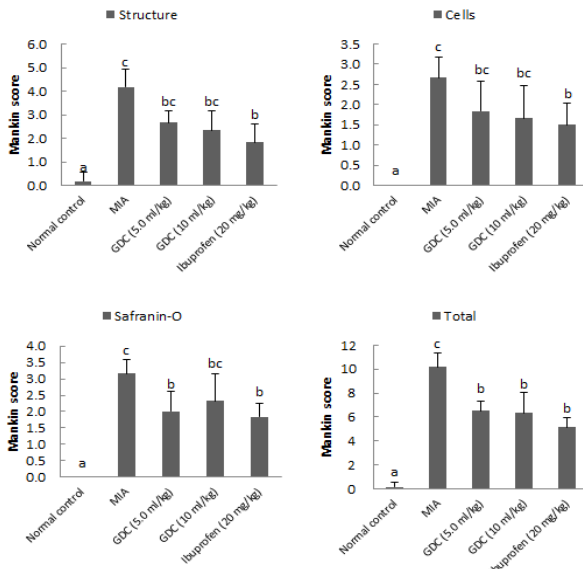 Structure
Mankin score
6.0
5.0
4.0
3.0
2.0
1.0
0.0
a
c
bc
bc
b
Normal control
MIA
GDC (5.0 ml/kg)
GDC (10 ml/kg)
Ibuprofen (20 mg/kg)
Cells
Mankin score
3.5
3.0
2.5
2.0
1.5
1.0
0.5
0.0
a
c
bc
bc
b
Normal control
MIA
GDC (5.0 ml/kg)
GDC (10 ml/kg)
Ibuprofen (20 mg/kg)
Safranin-O
Mankin score
4.0
3.5
3.0
2.5
2.0
1.5
1.0
0.5
0.0
a
c
b
bc
b
Normal control
MIA
GDC (5.0 ml/kg)
GDC (10 ml/kg)
Ibuprofen (20 mg/kg)
Total
Mankin score
12
10
8
6
4
2
0
a
c
b
b
b
Normal control
MIA
GDC (5.0 ml/kg)
GDC (10 ml/kg)
Ibuprofen (20 mg/kg)